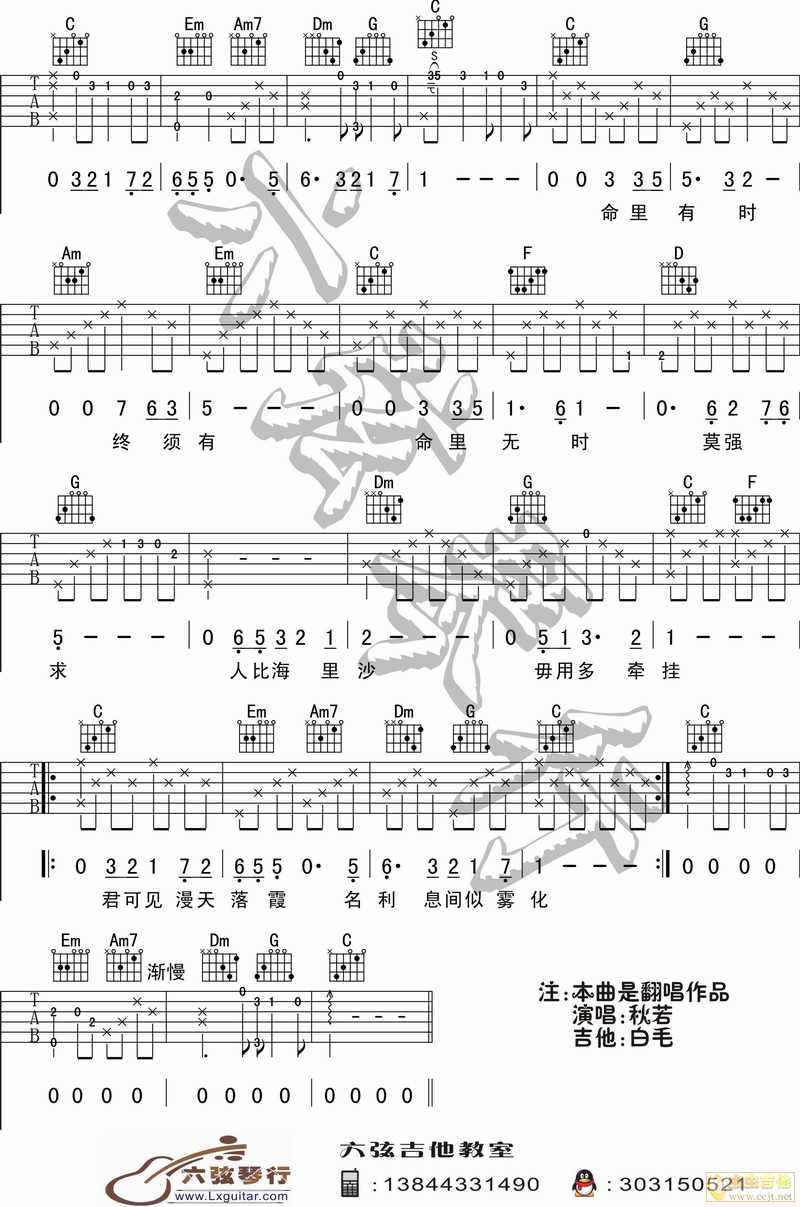 C Em Am7 Dm G C C G
0 3 2 1 7 2 6 5 5 0· 5 6· 3 2 1 7 1 — — — 0 0 3 3 5 5· 3 2 —
命里有时
Am Em C F D
0 0 7 6 3 5 — — — 0 0 3 3 5 1· 6 1 — 0· 6 2 7 6
终须有 命里无时 莫强
G Dm G C F
5 — — — 0 6 5 3 2 1 2 — — — 0 5 1 3· 2 1 — — —
求 人比海里沙 毋用多牵挂
C Em Am7 Dm G C C
0 3 2 1 7 2 6 5 5 0· 5 6· 3 2 1 7 1 — — — 0 0 0 0
君可见漫天落霞 名利息间似雾化
Em Am7 渐慢 Dm G C
0 0 0 0 0 0 0 0 0 0 0 0
注:本曲是翻唱作品
演唱:秋若
吉他:白毛
六弦琴行
www.Lxguitar.com
六弦吉他教室
:13844331490 :303150521
www.ccjt.net